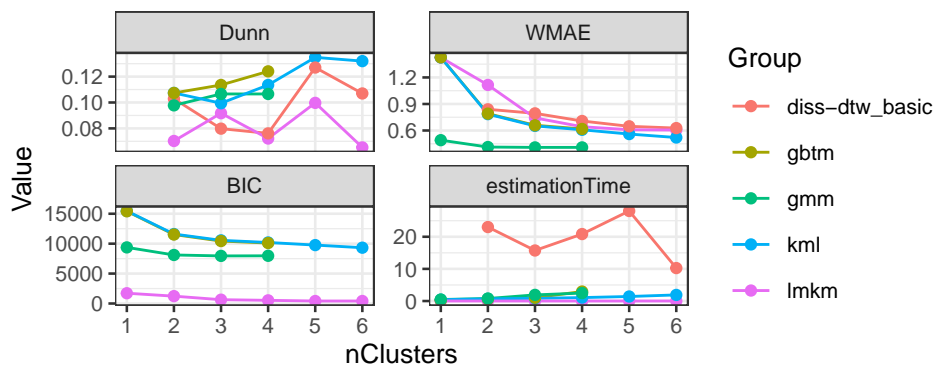 Dunn
WMAE
0.12
0.10
0.08
1.2
0.9
0.6
BIC
estimationTime
15000
10000
5000
0
20
10
0
1 2 3 4 5 6
1 2 3 4 5 6
nClusters
Value
Group
diss−dtw_basic
gbtm
gmm
kml
lmkm